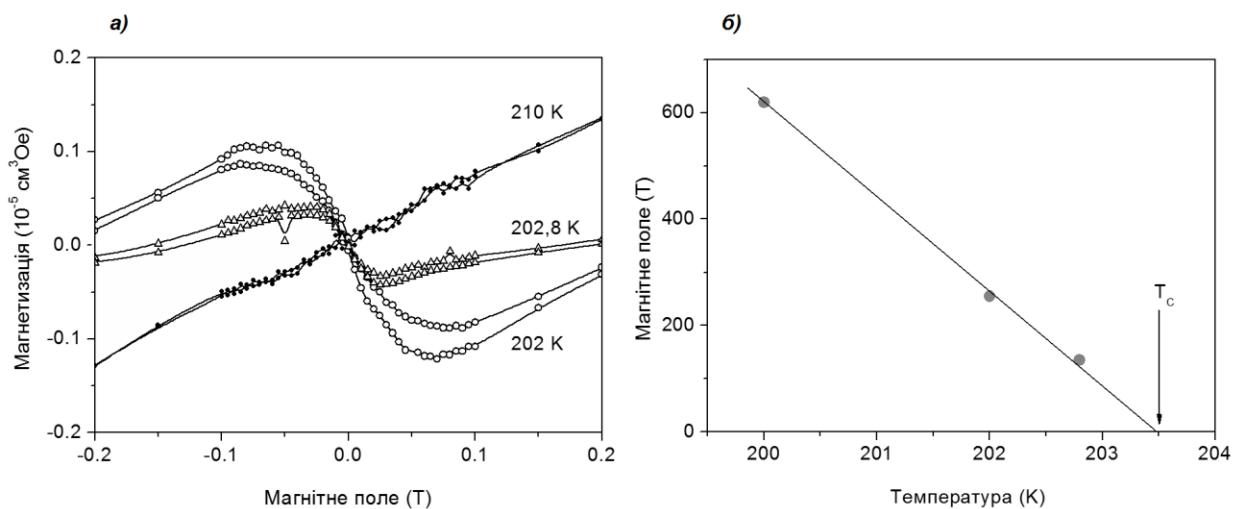 а)
0.2
0.1
0.0
-0.1
-0.2
-0.2
-0.1
0.0
0.1
0.2
Магнетизація (10⁻⁵ см³Oe)
Магнітне поле (T)
210 K
202,8 K
202 K
б)
600
400
200
0
200
201
202
203
204
Магнітне поле (T)
Температура (K)
T_C